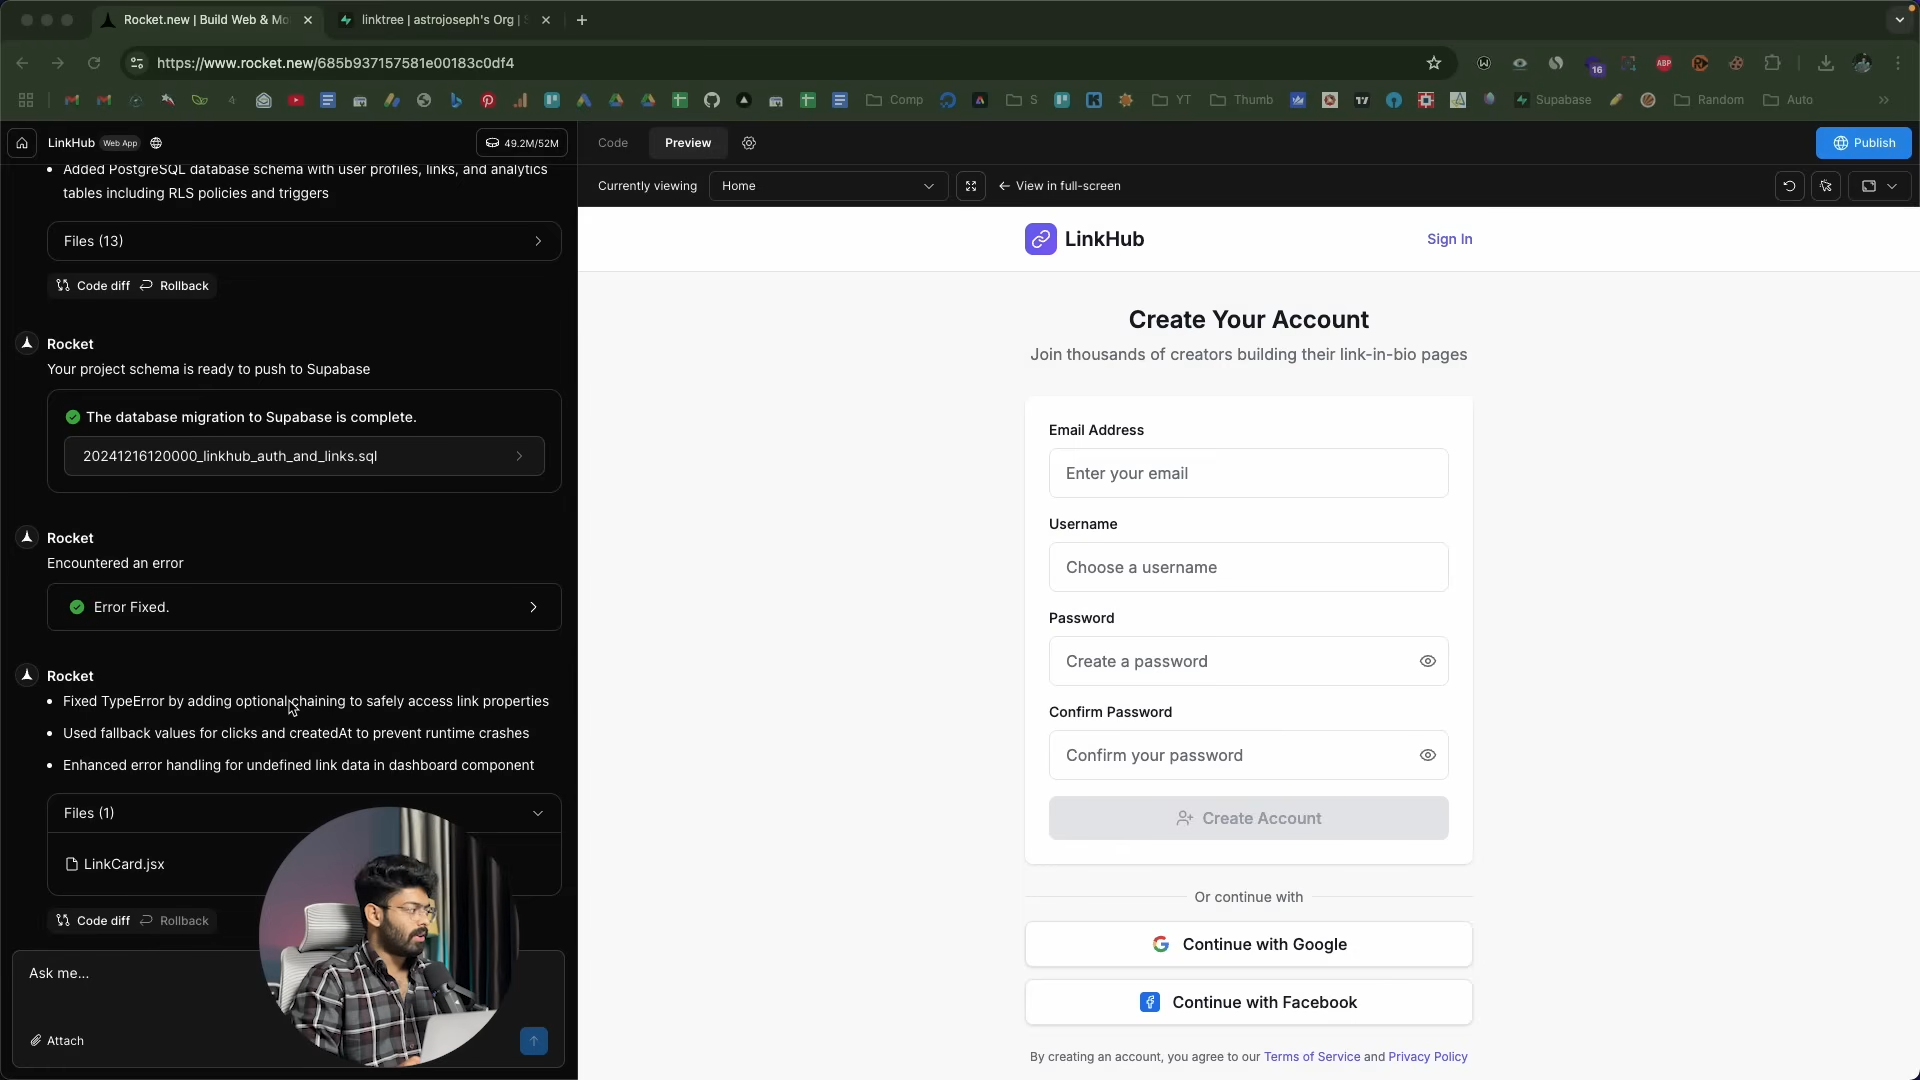 Rocket.new | Build Web & Mo
linktree | astrojoseph's Org | S
https://www.rocket.new/685b937157581e00183c0df4
16
ABP
Comp
S
YT
Thumb
Supabase
Random
Auto
LinkHub Web App
49.2M/52M
Code
Preview
Publish
Currently viewing
Home
View in full-screen
Added PostgreSQL database schema with user profiles, links, and analytics
tables including RLS policies and triggers
Files (13)
Code diff
Rollback
Rocket
Your project schema is ready to push to Supabase
The database migration to Supabase is complete.
20241216120000_linkhub_auth_and_links.sql
Rocket
Encountered an error
Error Fixed.
Rocket
Fixed TypeError by adding optional chaining to safely access link properties
Used fallback values for clicks and createdAt to prevent runtime crashes
Enhanced error handling for undefined link data in dashboard component
Files (1)
LinkCard.jsx
Code diff
Rollback
Ask me...
Attach
LinkHub
Sign In
Create Your Account
Join thousands of creators building their link-in-bio pages
Email Address
Enter your email
Username
Choose a username
Password
Create a password
Confirm Password
Confirm your password
Create Account
Or continue with
Continue with Google
Continue with Facebook
By creating an account, you agree to our Terms of Service and Privacy Policy